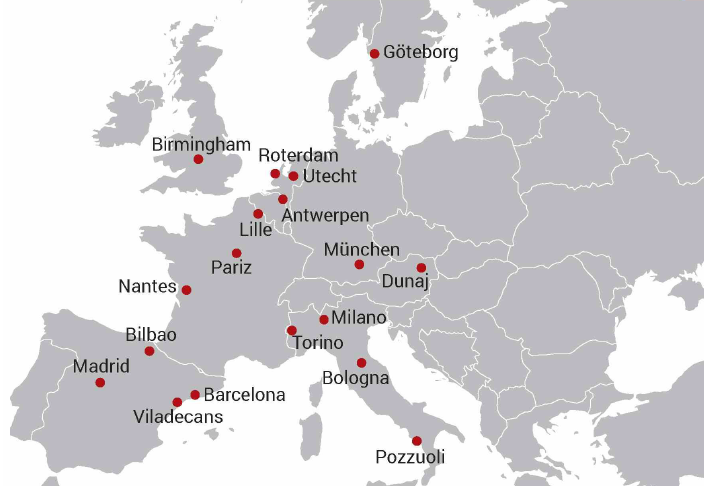 Göteborg
Birmingham
Roterdam
Utecht
Antwerpen
Lille
München
Pariz
Dunaj
Nantes
Milano
Bilbao
Torino
Madrid
Bologna
Barcelona
Viladecans
Pozzuoli